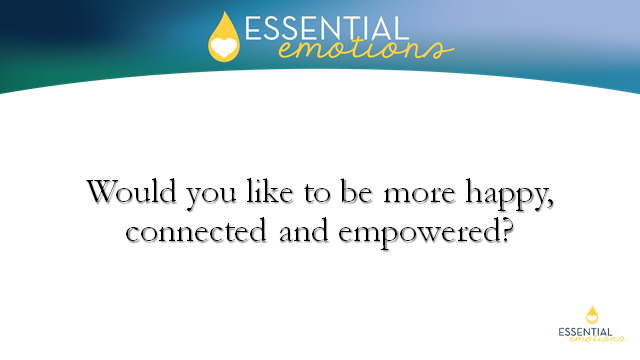 ESSENTIAL
emotions
Would you like to be more happy,
connected and empowered?
ESSENTIAL
emotions